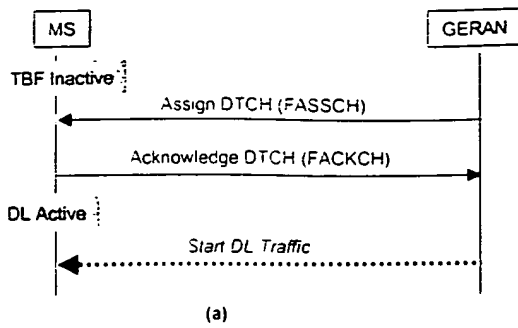 MS
GERAN
TBF Inactive
Assign DTCH (FASSCH)
Acknowledge DTCH (FACKCH)
DL Active
Start DL Traffic
(a)